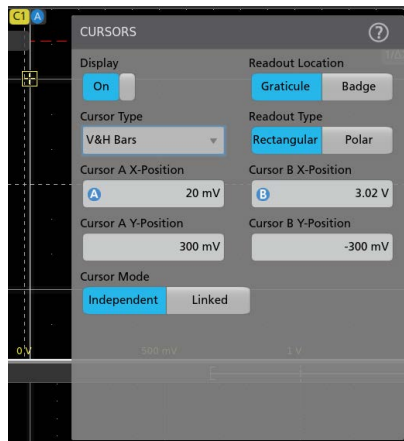 C1 A
CURSORS ?
Display Readout Location
On Graticule Badge
Cursor Type Readout Type
V&H Bars Rectangular Polar
Cursor A X-Position Cursor B X-Position
A 20 mV B 3.02 V
Cursor A Y-Position Cursor B Y-Position
300 mV -300 mV
Cursor Mode
Independent Linked
0 V 500 mV 1 V